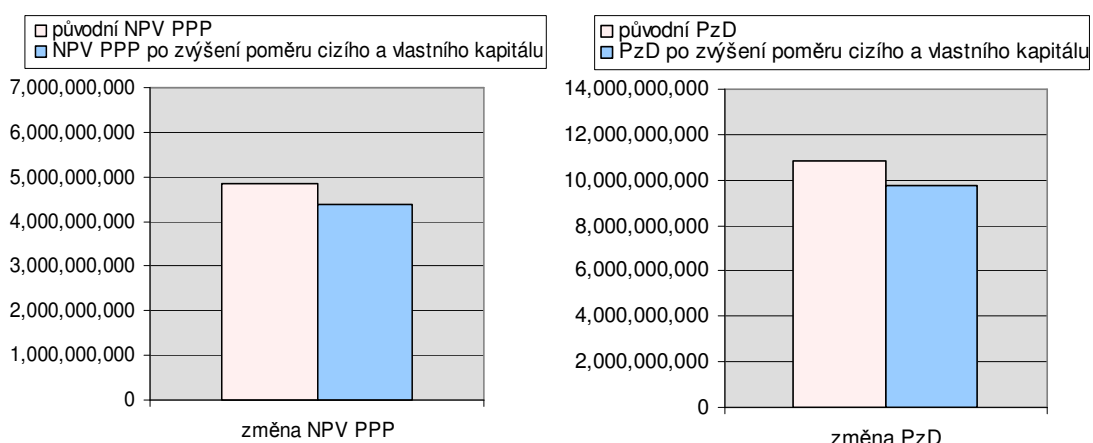 původní NPV PPP
NPV PPP po zvýšení poměru cizího a vlastního kapitálu
7,000,000,000
6,000,000,000
5,000,000,000
4,000,000,000
3,000,000,000
2,000,000,000
1,000,000,000
0
změna NPV PPP
původní PzD
PzD po zvýšení poměru cizího a vlastního kapitálu
14,000,000,000
12,000,000,000
10,000,000,000
8,000,000,000
6,000,000,000
4,000,000,000
2,000,000,000
0
změna PzD